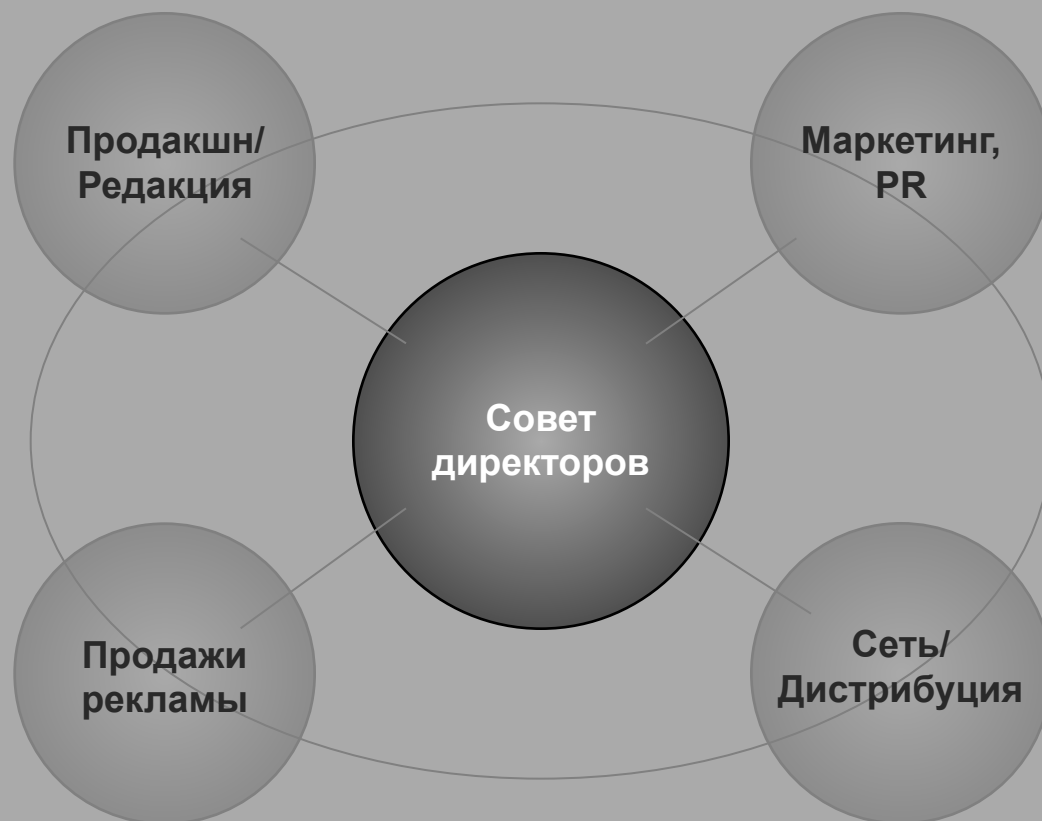 Продакшн/
Редакция
Маркетинг,
PR
Совет
директоров
Продажи
рекламы
Сеть/
Дистрибуция